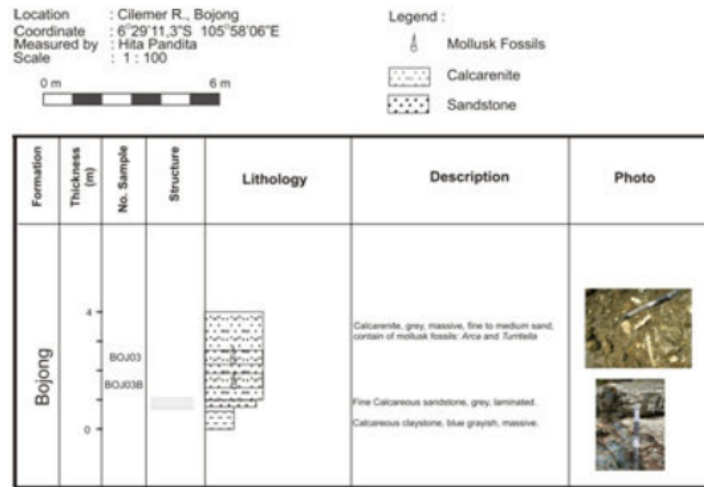 Location : Cilemer R., Bojong
Coordinate : 6°29'11,3"S 105°58'06"E
Measured by : Hita Pandita
Scale : 1 : 100
0 m 6 m
Legend :
Mollusk Fossils
Calcarenite
Sandstone
Formation
Thickness (m)
No. Sample
Structure
Lithology
Description
Photo
Bojong
4
BOJ03
BOJ03B
0
Calcarenite, grey, massive, fine to medium sand,
contain of mollusk fossils: Arca and Turritella
Fine Calcareous sandstone, grey, laminated.
Calcareous claystone, blue grayish, massive.